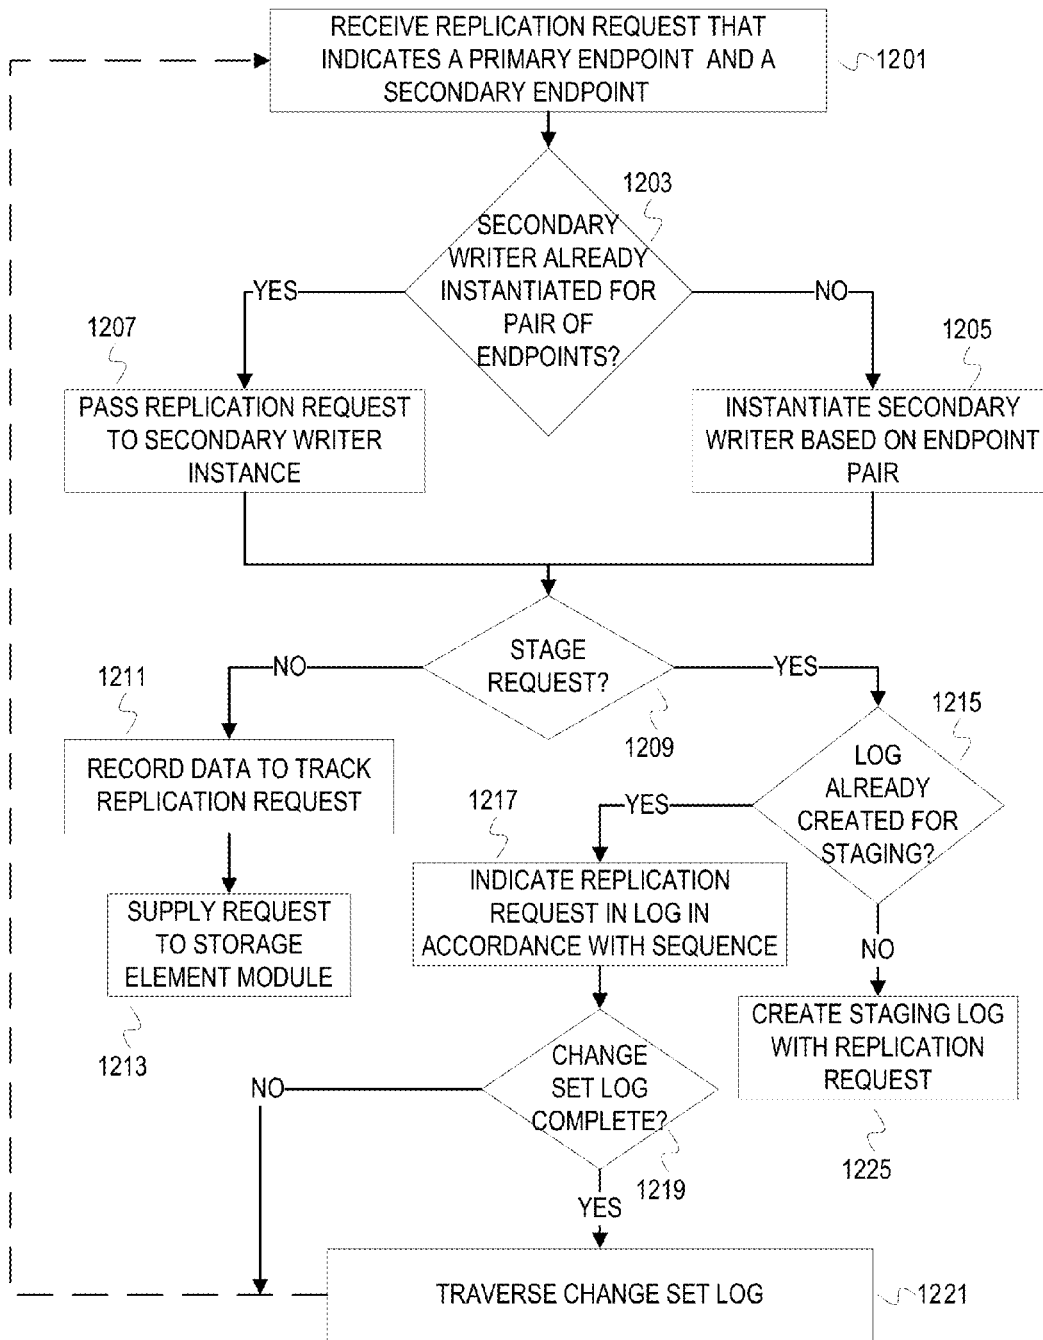 RECEIVE REPLICATION REQUEST THAT
INDICATES A PRIMARY ENDPOINT AND A
SECONDARY ENDPOINT
1201
1203
SECONDARY
WRITER ALREADY
INSTANTIATED FOR
PAIR OF
ENDPOINTS?
YES
NO
1207
1205
PASS REPLICATION REQUEST
TO SECONDARY WRITER
INSTANCE
INSTANTIATE SECONDARY
WRITER BASED ON ENDPOINT
PAIR
STAGE
REQUEST?
NO
YES
1211
1209
1215
RECORD DATA TO TRACK
REPLICATION REQUEST
LOG
ALREADY
CREATED FOR
STAGING?
YES
1217
INDICATE REPLICATION
REQUEST IN LOG IN
ACCORDANCE WITH SEQUENCE
SUPPLY REQUEST
TO STORAGE
ELEMENT MODULE
1213
NO
CREATE STAGING LOG
WITH REPLICATION
REQUEST
1225
CHANGE
SET LOG
COMPLETE?
NO
1219
YES
TRAVERSE CHANGE SET LOG
1221